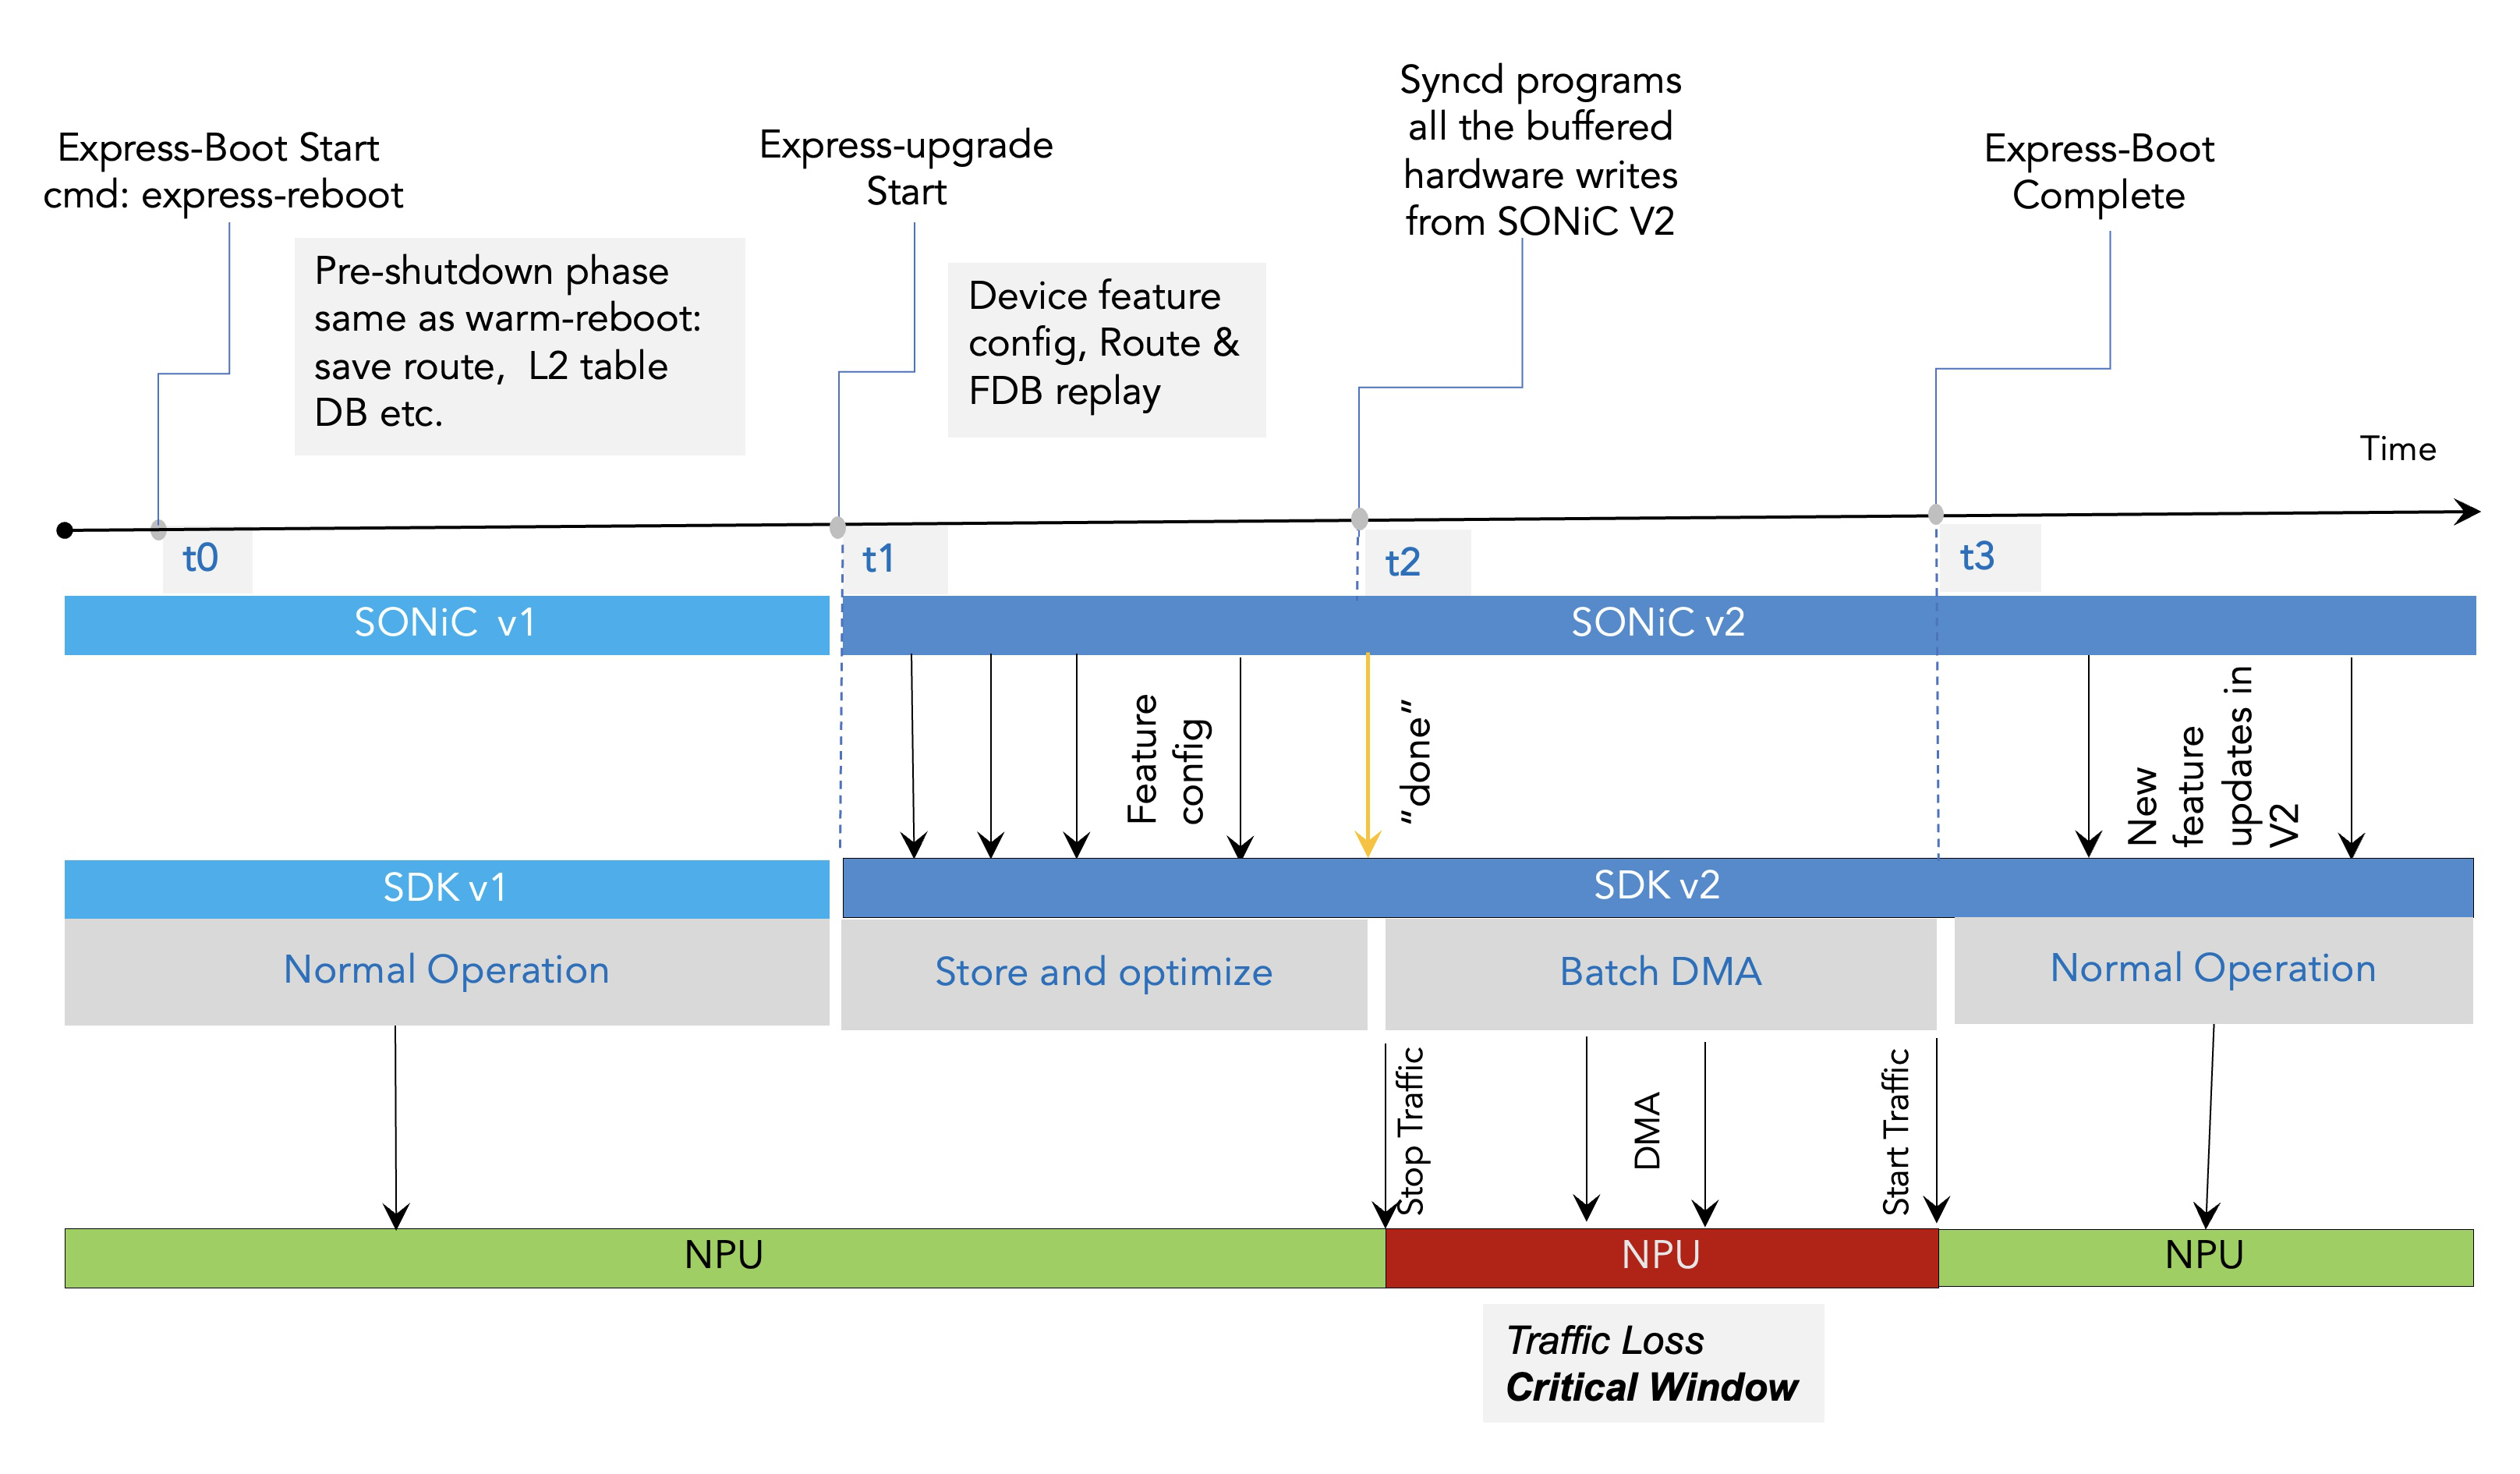 Express-Boot Start
cmd: express-reboot
Express-upgrade
Start
Syncd programs
all the buffered
hardware writes
from SONiC V2
Express-Boot
Complete
Pre-shutdown phase
same as warm-reboot:
save route, L2 table
DB etc.
Device feature
config, Route &
FDB replay
Time
t0
t1
t2
t3
SONiC v1
SONiC v2
Feature
config
“done”
New
feature
updates in
V2
SDK v1
SDK v2
Normal Operation
Store and optimize
Batch DMA
Normal Operation
Stop Traffic
DMA
Start Traffic
NPU
NPU
NPU
Traffic Loss
Critical Window